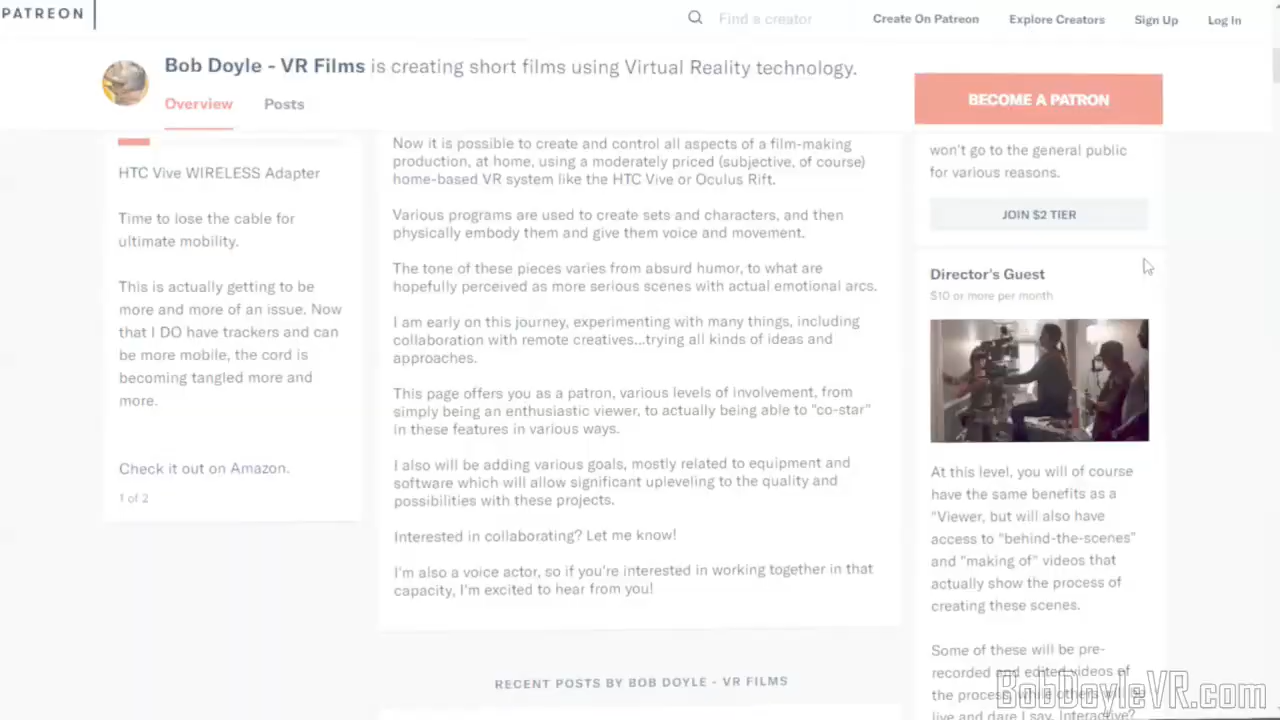 PATREON
Find a creator
Create On Patreon
Explore Creators
Sign Up
Log In
Bob Doyle - VR Films is creating short films using Virtual Reality technology.
Overview
Posts
BECOME A PATRON
HTC Vive WIRELESS Adapter
Time to lose the cable for
ultimate mobility.
This is actually getting to be
more and more of an issue. Now
that I DO have trackers and can
be more mobile, the cord is
becoming tangled more and
more.
Check it out on Amazon.
1 of 2
Now it is possible to create and control all aspects of a film-making
production, at home, using a moderately priced (subjective, of course)
home-based VR system like the HTC Vive or Oculus Rift.
Various programs are used to create sets and characters, and then
physically embody them and give them voice and movement.
The tone of these pieces varies from absurd humor, to what are
hopefully perceived as more serious scenes with actual emotional arcs.
I am early on this journey, experimenting with many things, including
collaboration with remote creatives...trying all kinds of ideas and
approaches.
This page offers you as a patron, various levels of involvement, from
simply being an enthusiastic viewer, to actually being able to "co-star"
in these features in various ways.
I also will be adding various goals, mostly related to equipment and
software which will allow significant upleveling to the quality and
possibilities with these projects.
Interested in collaborating? Let me know!
I'm also a voice actor, so if you're interested in working together in that
capacity, I'm excited to hear from you!
RECENT POSTS BY BOB DOYLE - VR FILMS
won't go to the general public
for various reasons.
JOIN $2 TIER
Director's Guest
$10 or more per month
At this level, you will of course
have the same benefits as a
"Viewer, but will also have
access to "behind-the-scenes"
and "making of" videos that
actually show the process of
creating these scenes.
Some of these will be pre-
recorded and edited videos of
the process, while others will be
live and dare I say, Interactive?
BobDoyleVR.com